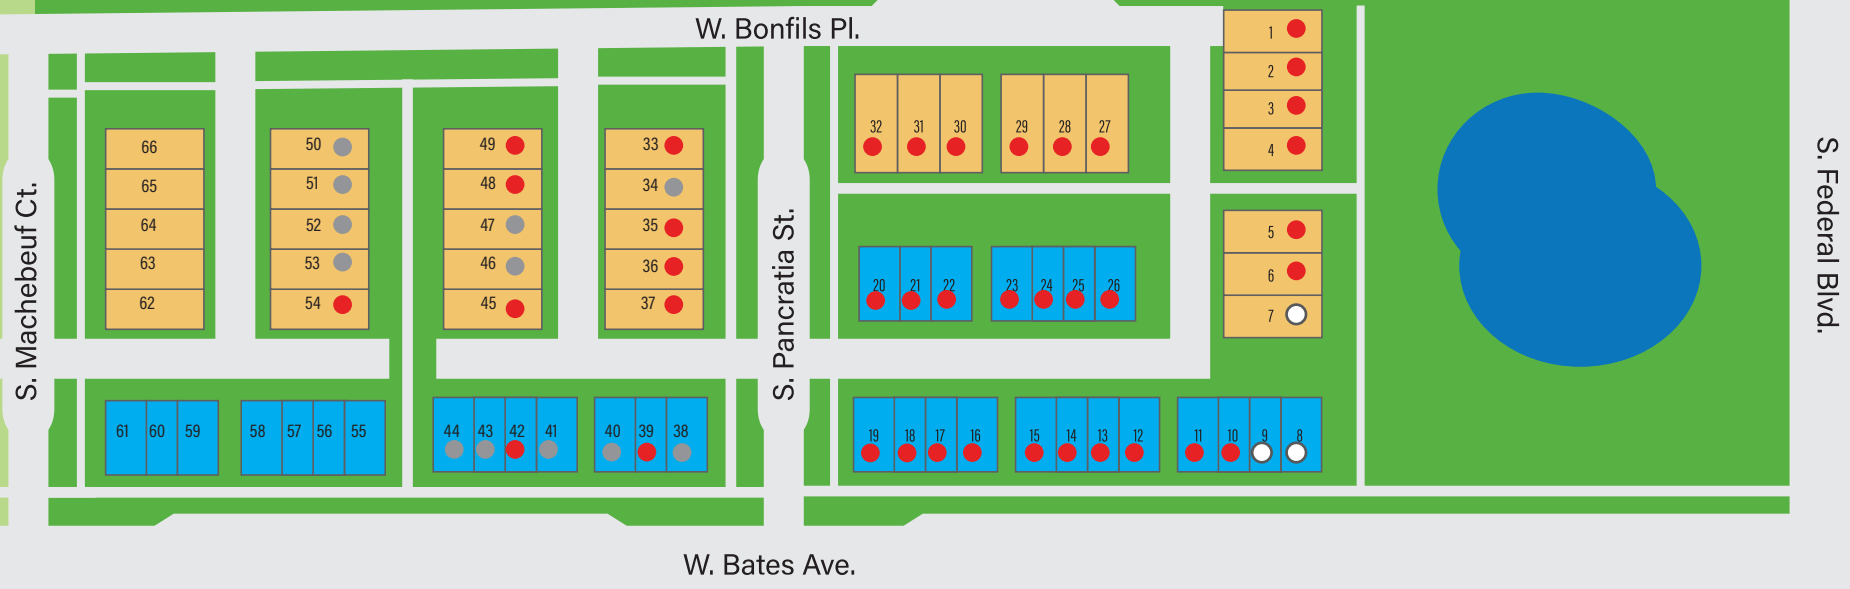 W. Bonfils Pl.
1
2
3
4
32 31 30 29 28 27
66 50 49 33
65 51 48 34
64 52 47 35
63 53 46 36
62 54 45 37
5
6
7
20 21 22 23 24 25 26
61 60 59 58 57 56 55 44 43 42 41 40 39 38
19 18 17 16 15 14 13 12 11 10 9 8
S. Machebeuf Ct.
S. Pancratia St.
S. Federal Blvd.
W. Bates Ave.